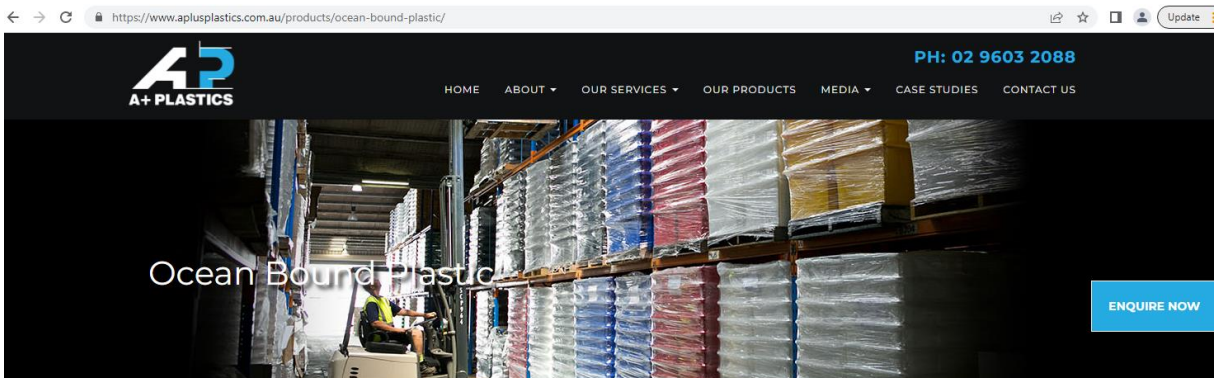 https://www.aplusplastics.com.au/products/ocean-bound-plastic/
Update
A+ PLASTICS
PH: 02 9603 2088
HOME ABOUT OUR SERVICES OUR PRODUCTS MEDIA CASE STUDIES CONTACT US
Ocean Bound Plastic
ENQUIRE NOW